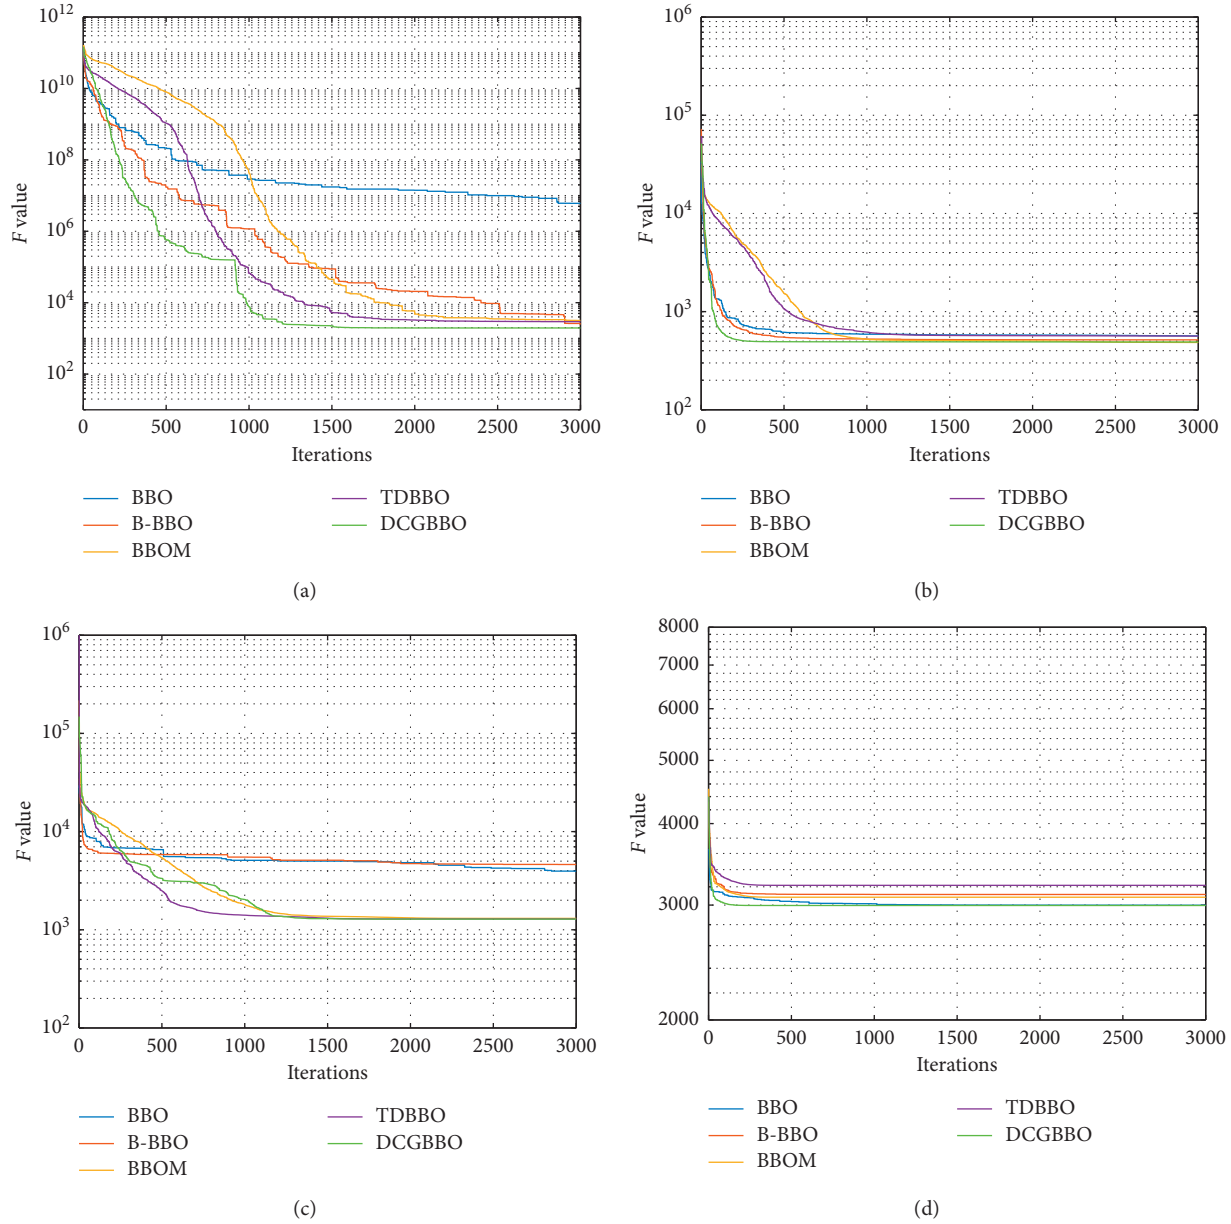 10^12
10^10
10^8
10^6
10^4
10^2
F value
0 500 1000 1500 2000 2500 3000
Iterations
BBO
B-BBO
BBOM
TDBBO
DCGBBO
(a)
10^6
10^5
10^4
10^3
10^2
F value
0 500 1000 1500 2000 2500 3000
Iterations
BBO
B-BBO
BBOM
TDBBO
DCGBBO
(b)
10^6
10^5
10^4
10^3
10^2
F value
0 500 1000 1500 2000 2500 3000
Iterations
BBO
B-BBO
BBOM
TDBBO
DCGBBO
(c)
8000
7000
6000
5000
4000
3000
2000
F value
0 500 1000 1500 2000 2500 3000
Iterations
BBO
B-BBO
BBOM
TDBBO
DCGBBO
(d)